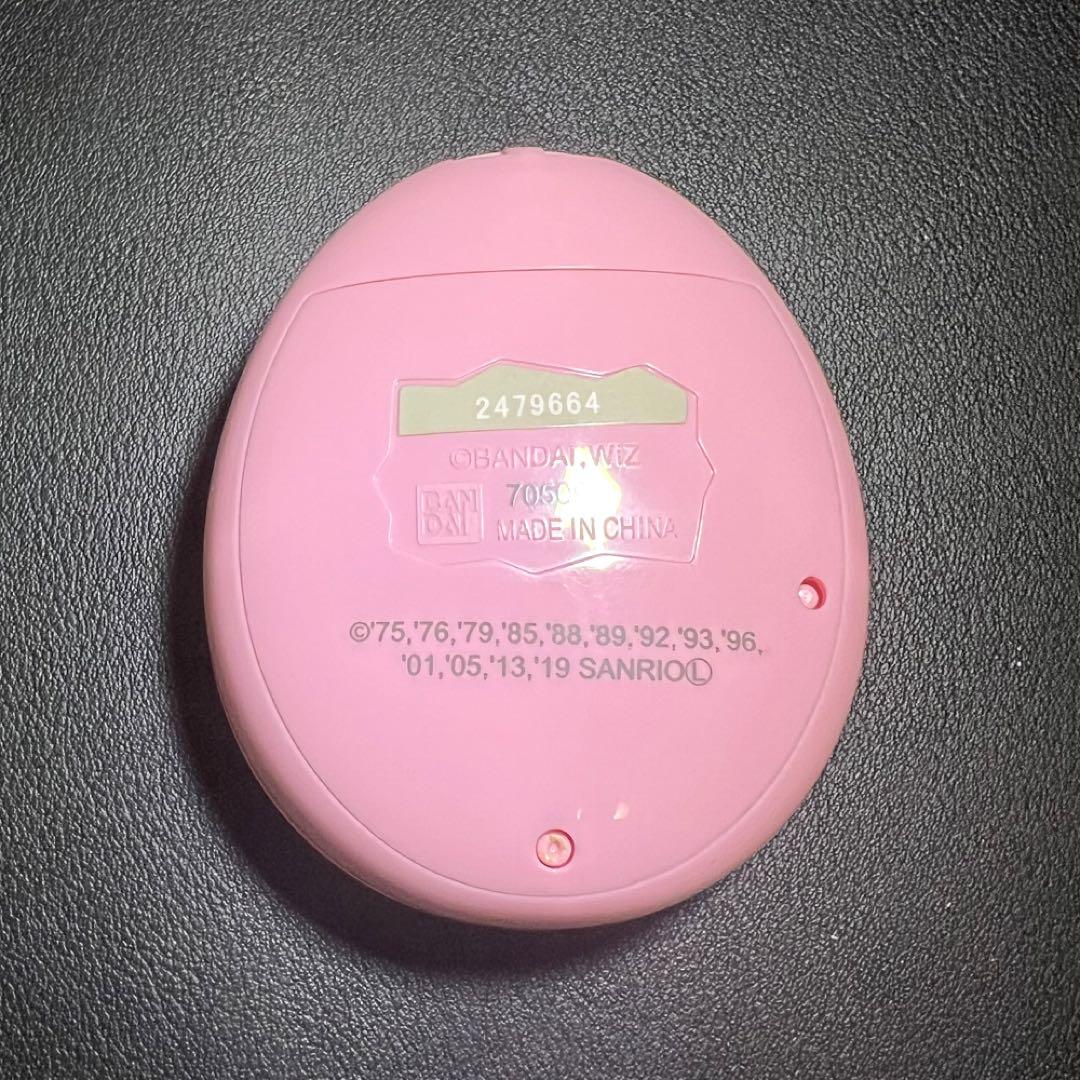 2479664
©BANDAI,WiZ
BAN
DAI
MADE IN CHINA
©'75,'76,'79,'85,'88,'89,'92,'93,'96,
'01,'05,'13,'19 SANRIOⓁ